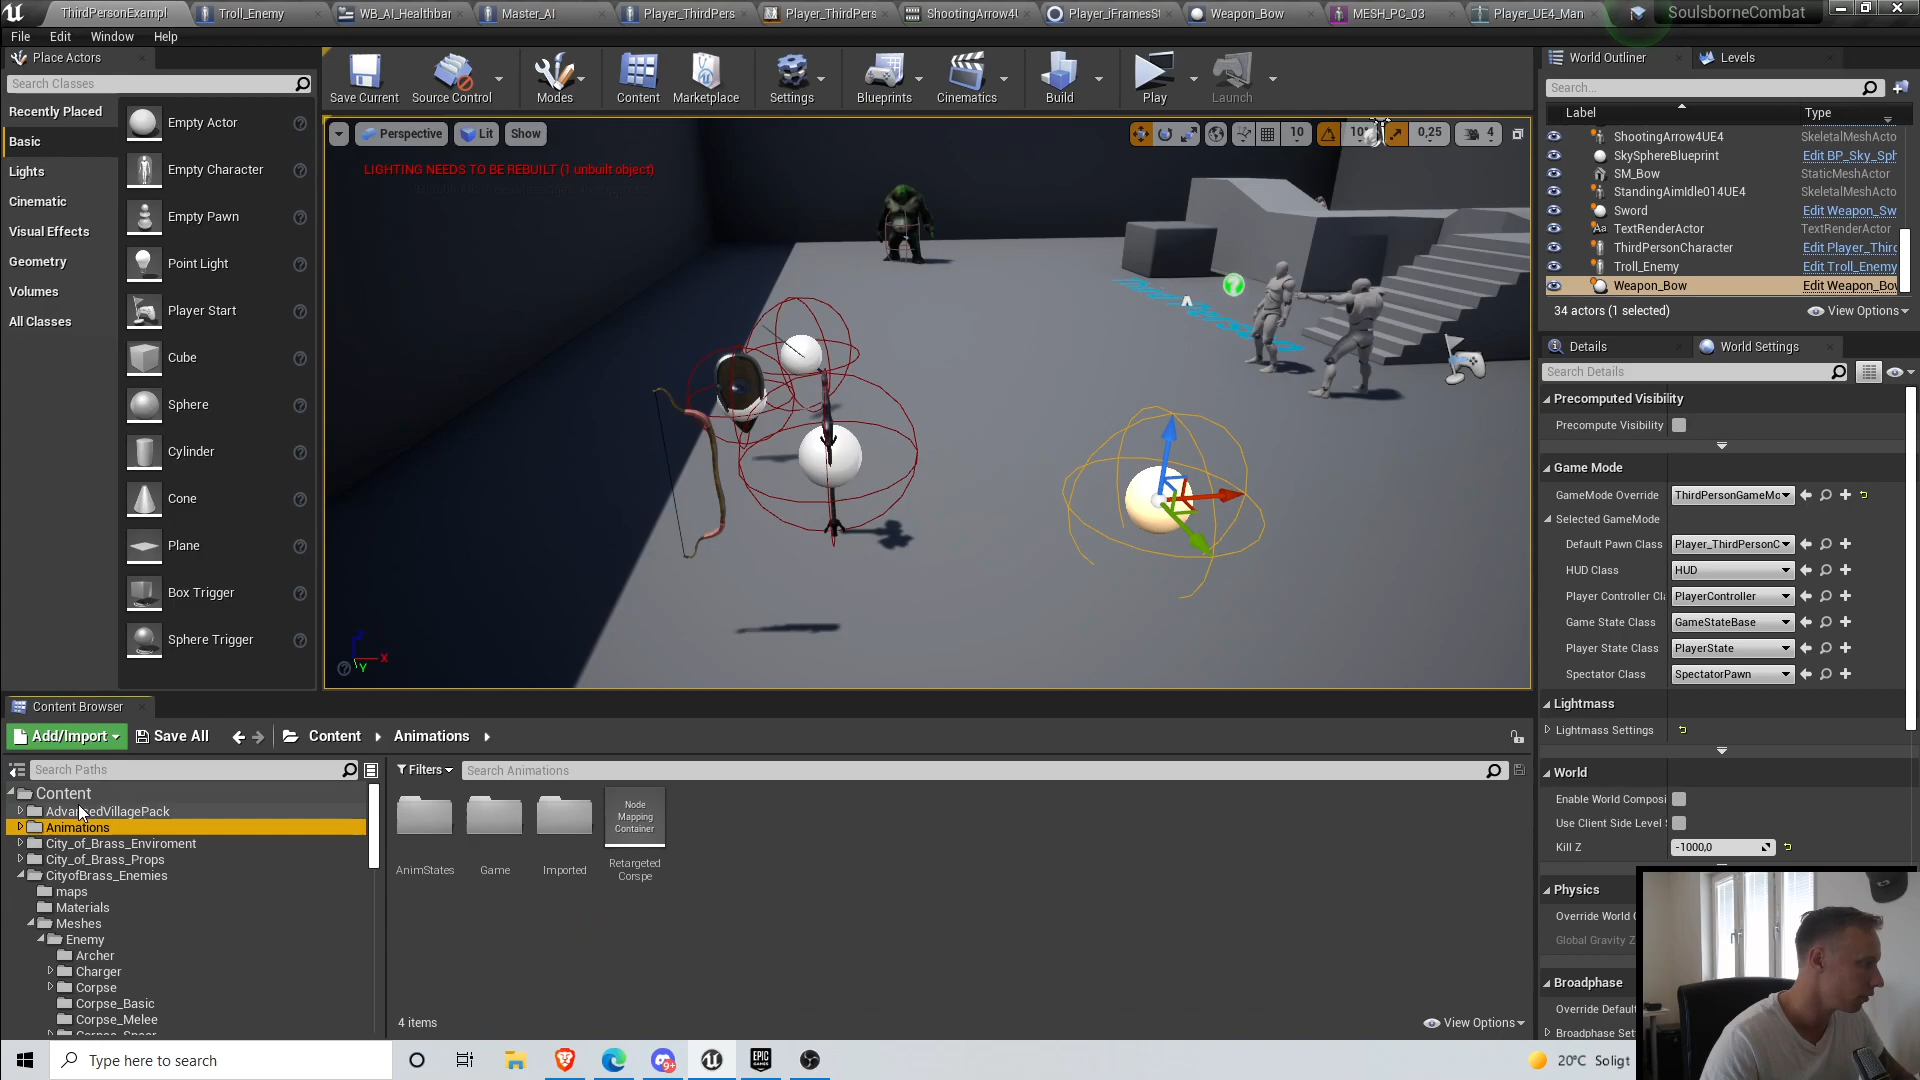 ThirdPersonExampl
Troll_Enemy
WB_AI_Healthbar
Master_AI
Player_ThirdPers
Player_ThirdPers
ShootingArrow4U
Player_iFramesSt
Weapon_Bow
MESH_PC_03
Player_UE4_Man
SoulsborneCombat
File
Edit
Window
Help
Place Actors
Search Classes
Recently Placed
Basic
Lights
Cinematic
Visual Effects
Geometry
Volumes
All Classes
Empty Actor
Empty Character
Empty Pawn
Point Light
Player Start
Cube
Sphere
Cylinder
Cone
Plane
Box Trigger
Sphere Trigger
Save Current
Source Control
Modes
Content
Marketplace
Settings
Blueprints
Cinematics
Build
Play
Launch
Perspective
Lit
Show
10
10°
0,25
4
LIGHTING NEEDS TO BE REBUILT (1 unbuilt object)
Z
X
Y
World Outliner
Levels
Search...
Label
Type
ShootingArrow4UE4
SkeletalMeshActo
SkySphereBlueprint
Edit BP_Sky_Sph
SM_Bow
StaticMeshActor
StandingAimIdle014UE4
SkeletalMeshActo
Sword
Edit Weapon_Sw
TextRenderActor
TextRenderActor
ThirdPersonCharacter
Edit Player_Third
Troll_Enemy
Edit Troll_Enemy
Weapon_Bow
Edit Weapon_Bow
34 actors (1 selected)
View Options
Details
World Settings
Search Details
Precomputed Visibility
Precompute Visibility
Game Mode
GameMode Override
ThirdPersonGameMo
Selected GameMode
Default Pawn Class
Player_ThirdPersonC
HUD Class
HUD
Player Controller Cl
PlayerController
Game State Class
GameStateBase
Player State Class
PlayerState
Spectator Class
SpectatorPawn
Lightmass
Lightmass Settings
World
Enable World Composi
Use Client Side Level
Kill Z
-1000,0
Physics
Override World G
Global Gravity Z
Broadphase
Override Default
Broadphase Set
Content Browser
Add/Import
Save All
Content
Animations
Search Paths
Filters
Search Animations
Content
AdvancedVillagePack
Animations
City_of_Brass_Enviroment
City_of_Brass_Props
CityofBrass_Enemies
maps
Materials
Meshes
Enemy
Archer
Charger
Corpse
Corpse_Basic
Corpse_Melee
AnimStates
Game
Imported
Node
Mapping
Container
Retargeted
Corspe
4 items
View Options
Type here to search
EPIC
GAMES
20°C Soligt